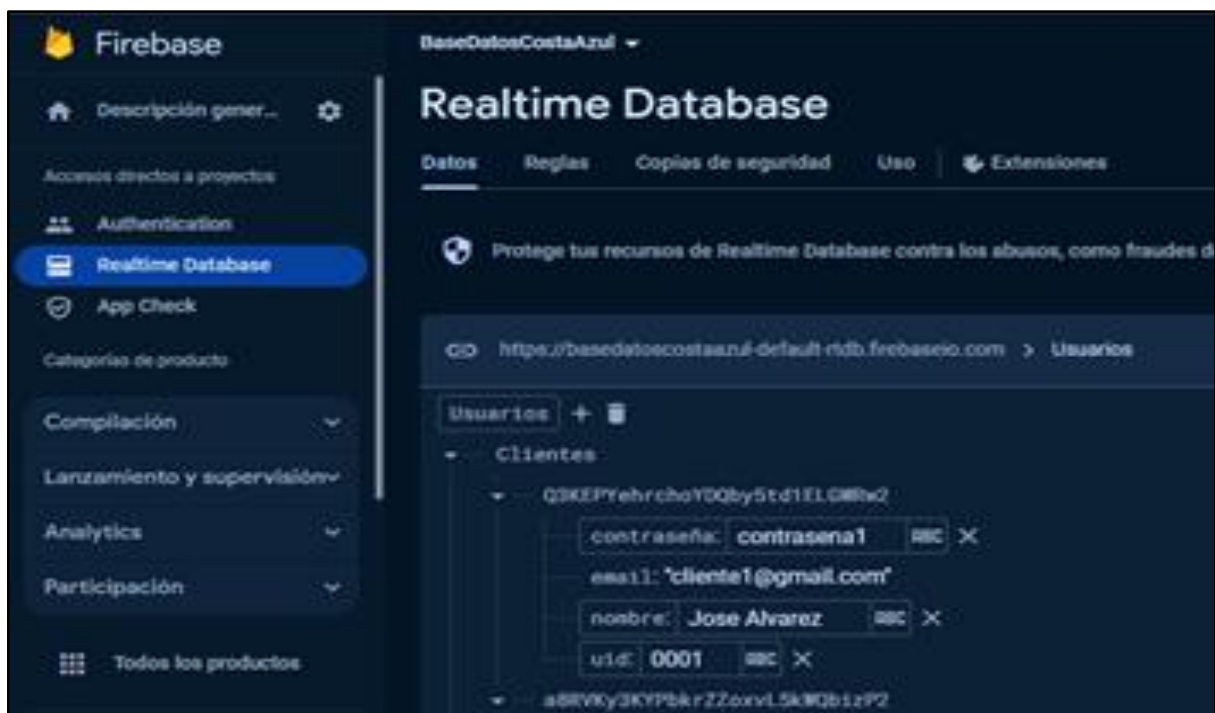 Firebase
Descripción gener...
Accesos directos a proyectos
Authentication
Realtime Database
App Check
Categorías de producto
Compilación
Lanzamiento y supervisión
Analytics
Participación
Todos los productos
BaseDatosCostaAzul
Realtime Database
Datos Reglas Copias de seguridad Uso Extensiones
Protege tus recursos de Realtime Database contra los abusos, como fraudes d
https://basedatoscostaazul-default-rtdb.firebaseio.com > Usuarios
Usuarios
Clientes
contraseña: contrasena1 ABC
email: "cliente1@gmail.com"
nombre: Jose Alvarez ABC
uid: 0001 ABC